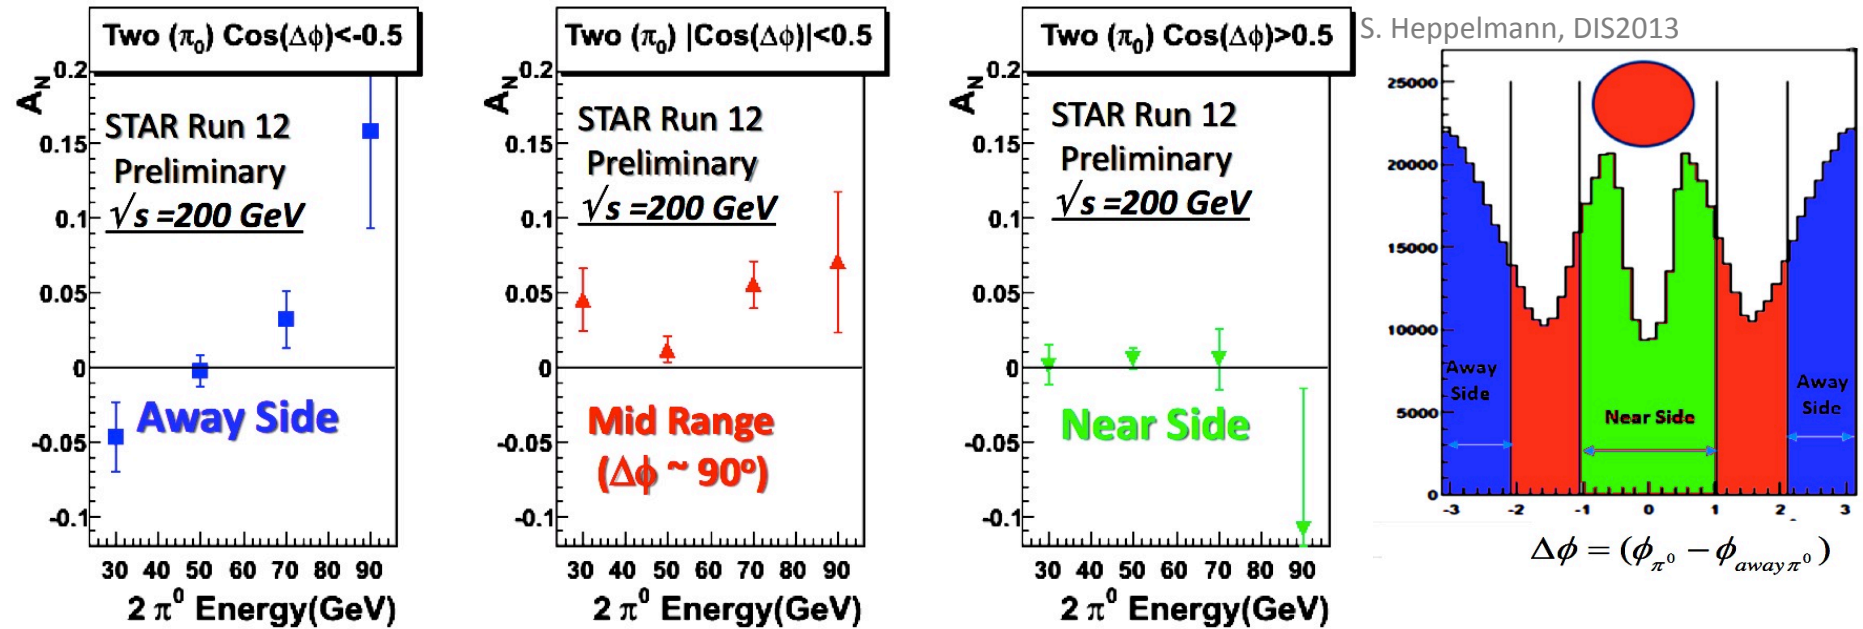 Two (π₀) Cos(Δφ)<-0.5
A_N
0.2
0.15
0.1
0.05
0
-0.05
-0.1
STAR Run 12
Preliminary
√s =200 GeV
Away Side
30 40 50 60 70 80 90
2 π⁰ Energy(GeV)
Two (π₀) |Cos(Δφ)|<0.5
A_N
0.2
0.15
0.1
0.05
0
-0.05
-0.1
STAR Run 12
Preliminary
√s =200 GeV
Mid Range
(Δφ ~ 90º)
30 40 50 60 70 80 90
2 π⁰ Energy(GeV)
Two (π₀) Cos(Δφ)>0.5
A_N
0.2
0.15
0.1
0.05
0
-0.05
-0.1
STAR Run 12
Preliminary
√s =200 GeV
Near Side
30 40 50 60 70 80 90
2 π⁰ Energy(GeV)
S. Heppelmann, DIS2013
25000
20000
15000
10000
5000
0
Away
Side
Near Side
Away
Side
-3 -2 -1 0 1 2 3
Δφ = (φ_π⁰ − φ_away π⁰)